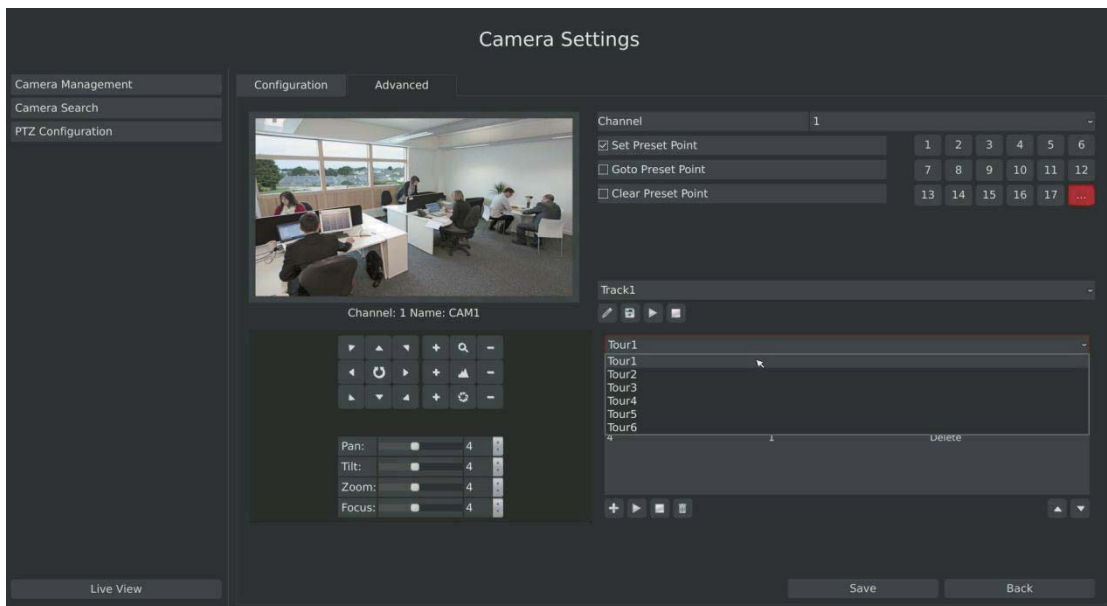 Camera Settings
Camera Management
Camera Search
PTZ Configuration
Live View
Configuration Advanced
Channel: 1 Name: CAM1
Pan: 4
Tilt: 4
Zoom: 4
Focus: 4
Channel 1
Set Preset Point 1 2 3 4 5 6
Goto Preset Point 7 8 9 10 11 12
Clear Preset Point 13 14 15 16 17 ...
Track1
Tour1
Tour1
Tour2
Tour3
Tour4
Tour5
Tour6
4 1 Delete
Save Back